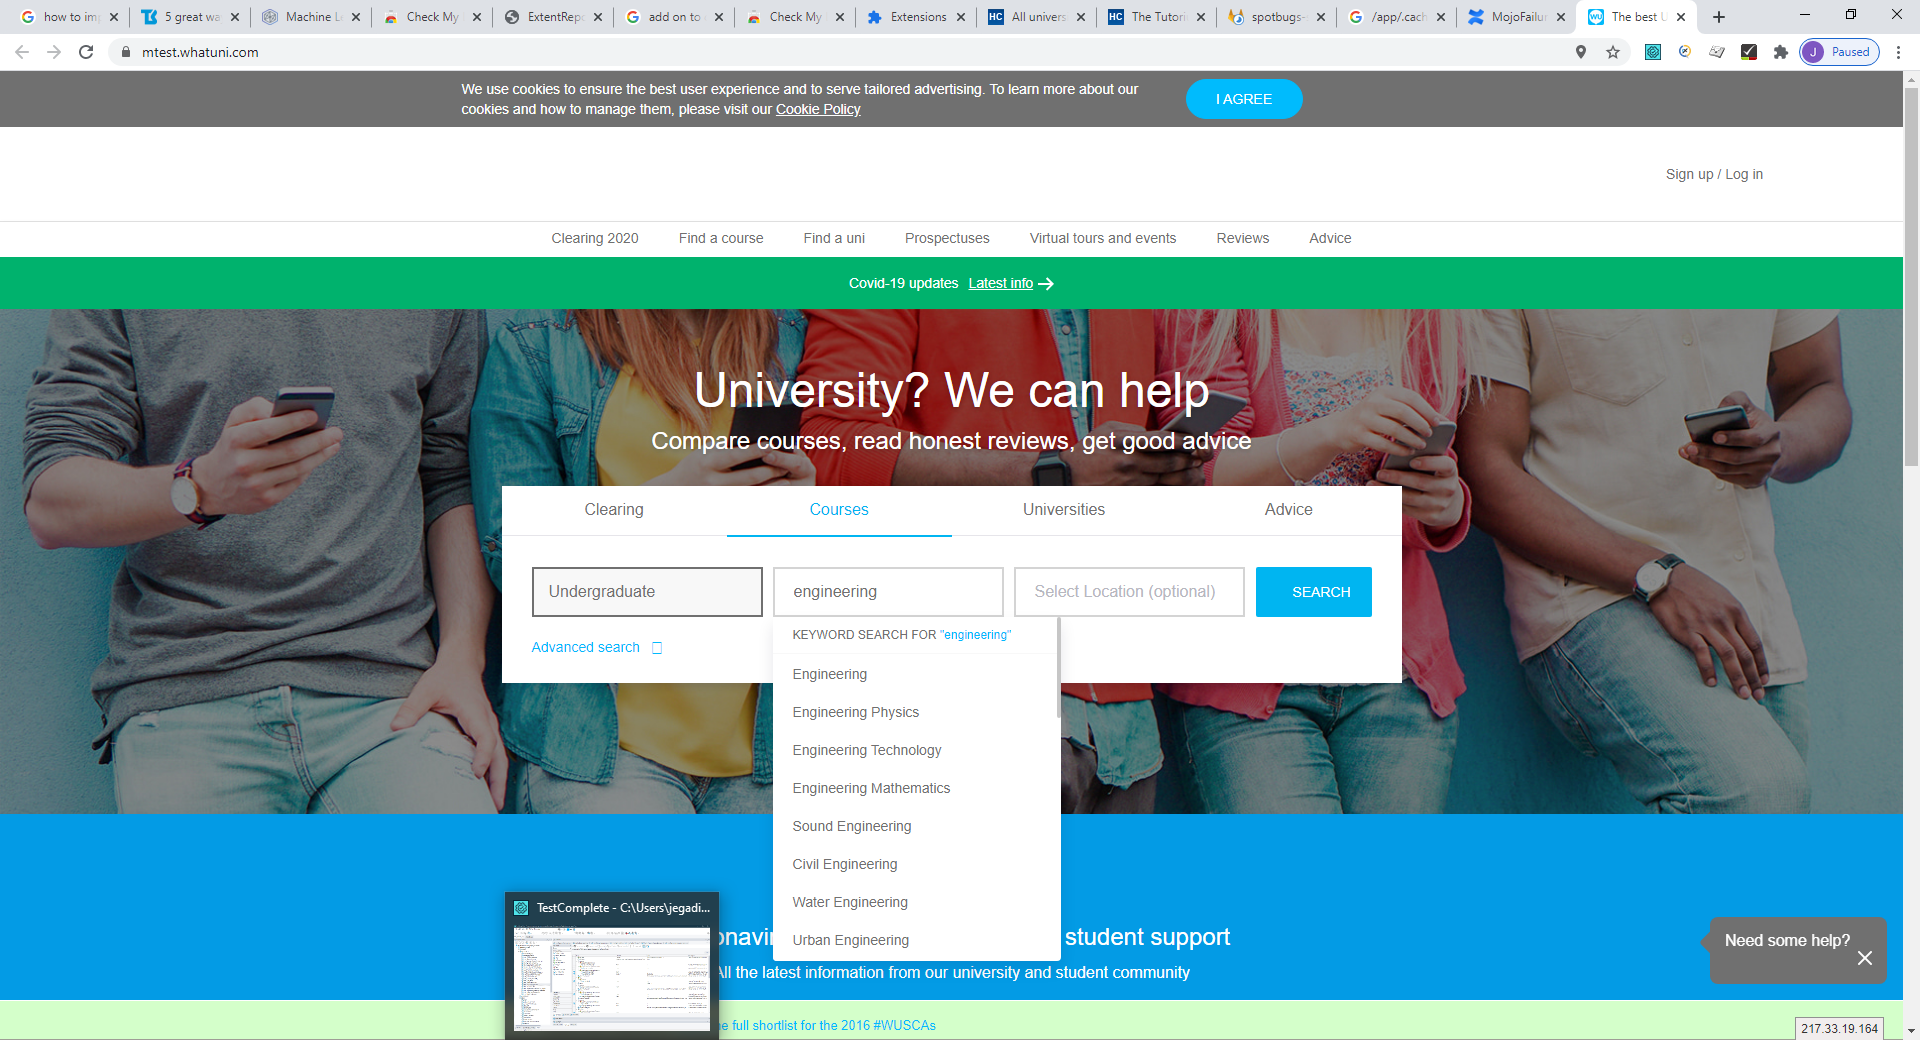 how to im
5 great wa
Machine L
Check My
ExtentRep
add on to
Check My
Extensions
All univers
The Tutori
spotbugs-
/app/.cach
MojoFailur
The best U
mtest.whatuni.com
J Paused
We use cookies to ensure the best user experience and to serve tailored advertising. To learn more about our
cookies and how to manage them, please visit our Cookie Policy
I AGREE
Sign up / Log in
Clearing 2020 Find a course Find a uni Prospectuses Virtual tours and events Reviews Advice
Covid-19 updates Latest info
University? We can help
Compare courses, read honest reviews, get good advice
Clearing Courses Universities Advice
Undergraduate engineering Select Location (optional) SEARCH
Advanced search
KEYWORD SEARCH FOR "engineering"
Engineering
Engineering Physics
Engineering Technology
Engineering Mathematics
Sound Engineering
Civil Engineering
Water Engineering
Urban Engineering
TestComplete - C:\Users\jegadi...
onavi student support
All the latest information from our university and student community
e full shortlist for the 2016 #WUSCAs
Need some help?
217.33.19.164